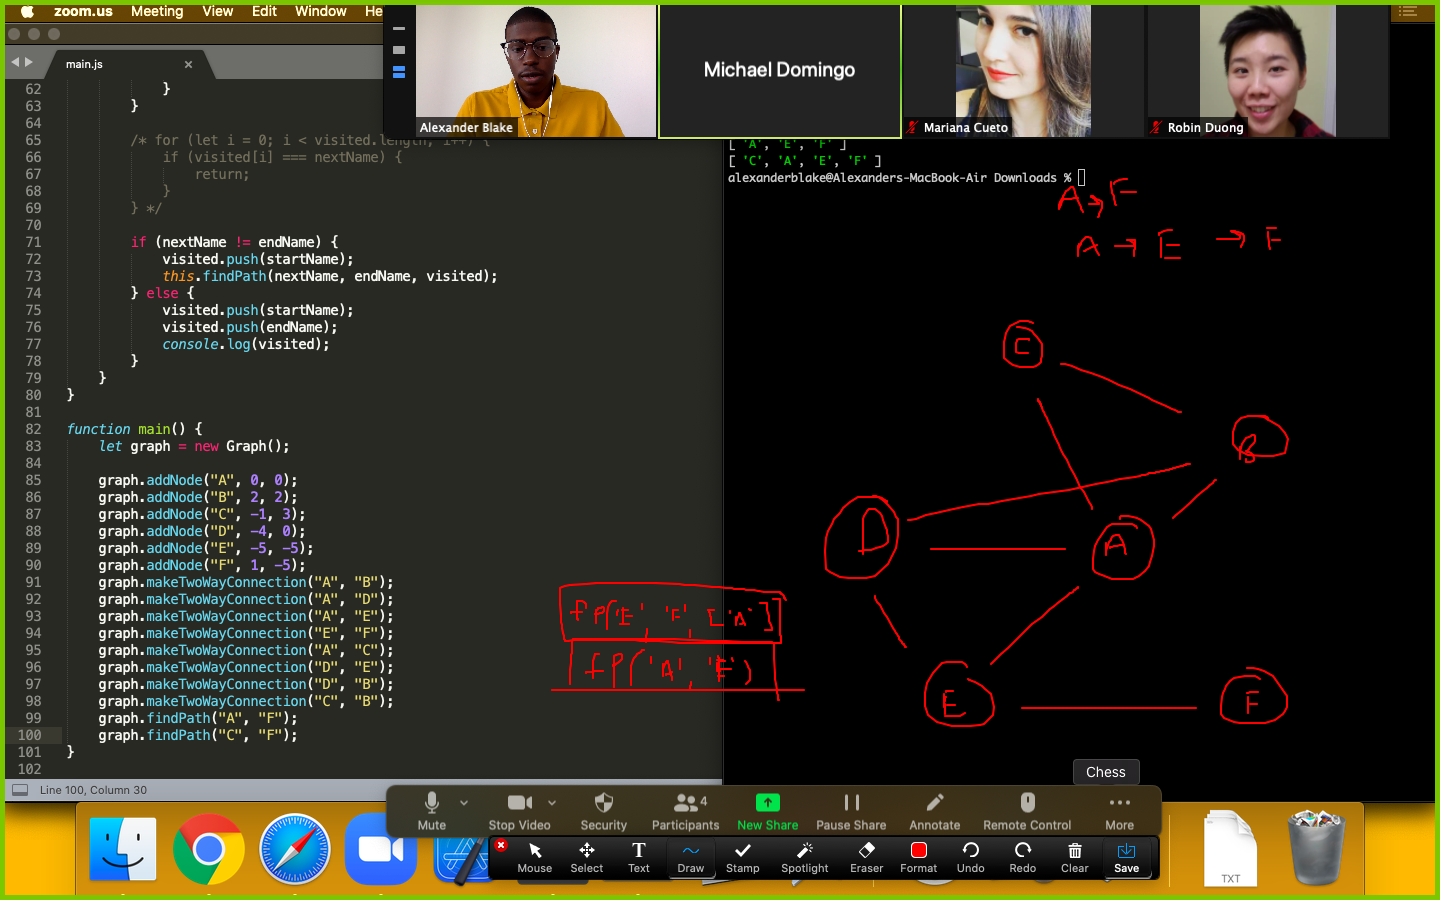 zoom.us Meeting View Edit Window He
main.js
Alexander Blake
Michael Domingo
Mariana Cueto
Robin Duong
62 }
63 }
64
65 /* for (let i = 0; i < visited.length; i++) {
66 if (visited[i] === nextName) {
67 return;
68 }
69 } */
70
71 if (nextName != endName) {
72 visited.push(startName);
73 this.findPath(nextName, endName, visited);
74 } else {
75 visited.push(startName);
76 visited.push(endName);
77 console.log(visited);
78 }
79 }
80 }
81
82 function main() {
83 let graph = new Graph();
84
85 graph.addNode("A", 0, 0);
86 graph.addNode("B", 2, 2);
87 graph.addNode("C", -1, 3);
88 graph.addNode("D", -4, 0);
89 graph.addNode("E", -5, -5);
90 graph.addNode("F", 1, -5);
91 graph.makeTwoWayConnection("A", "B");
92 graph.makeTwoWayConnection("A", "D");
93 graph.makeTwoWayConnection("A", "E");
94 graph.makeTwoWayConnection("E", "F");
95 graph.makeTwoWayConnection("A", "C");
96 graph.makeTwoWayConnection("D", "E");
97 graph.makeTwoWayConnection("D", "B");
98 graph.makeTwoWayConnection("C", "B");
99 graph.findPath("A", "F");
100 graph.findPath("C", "F");
101 }
102
Line 100, Column 30
[ 'A', 'E', 'F' ]
[ 'C', 'A', 'E', 'F' ]
alexanderblake@Alexanders-MacBook-Air Downloads %
A → F
A → E → F
C
B
D
A
E
F
fP('E', 'F', ['A']
fP('A', 'F')
Chess
Mute Stop Video Security Participants 4 New Share Pause Share Annotate Remote Control More
Mouse Select Text Draw Stamp Spotlight Eraser Format Undo Redo Clear Save
TXT